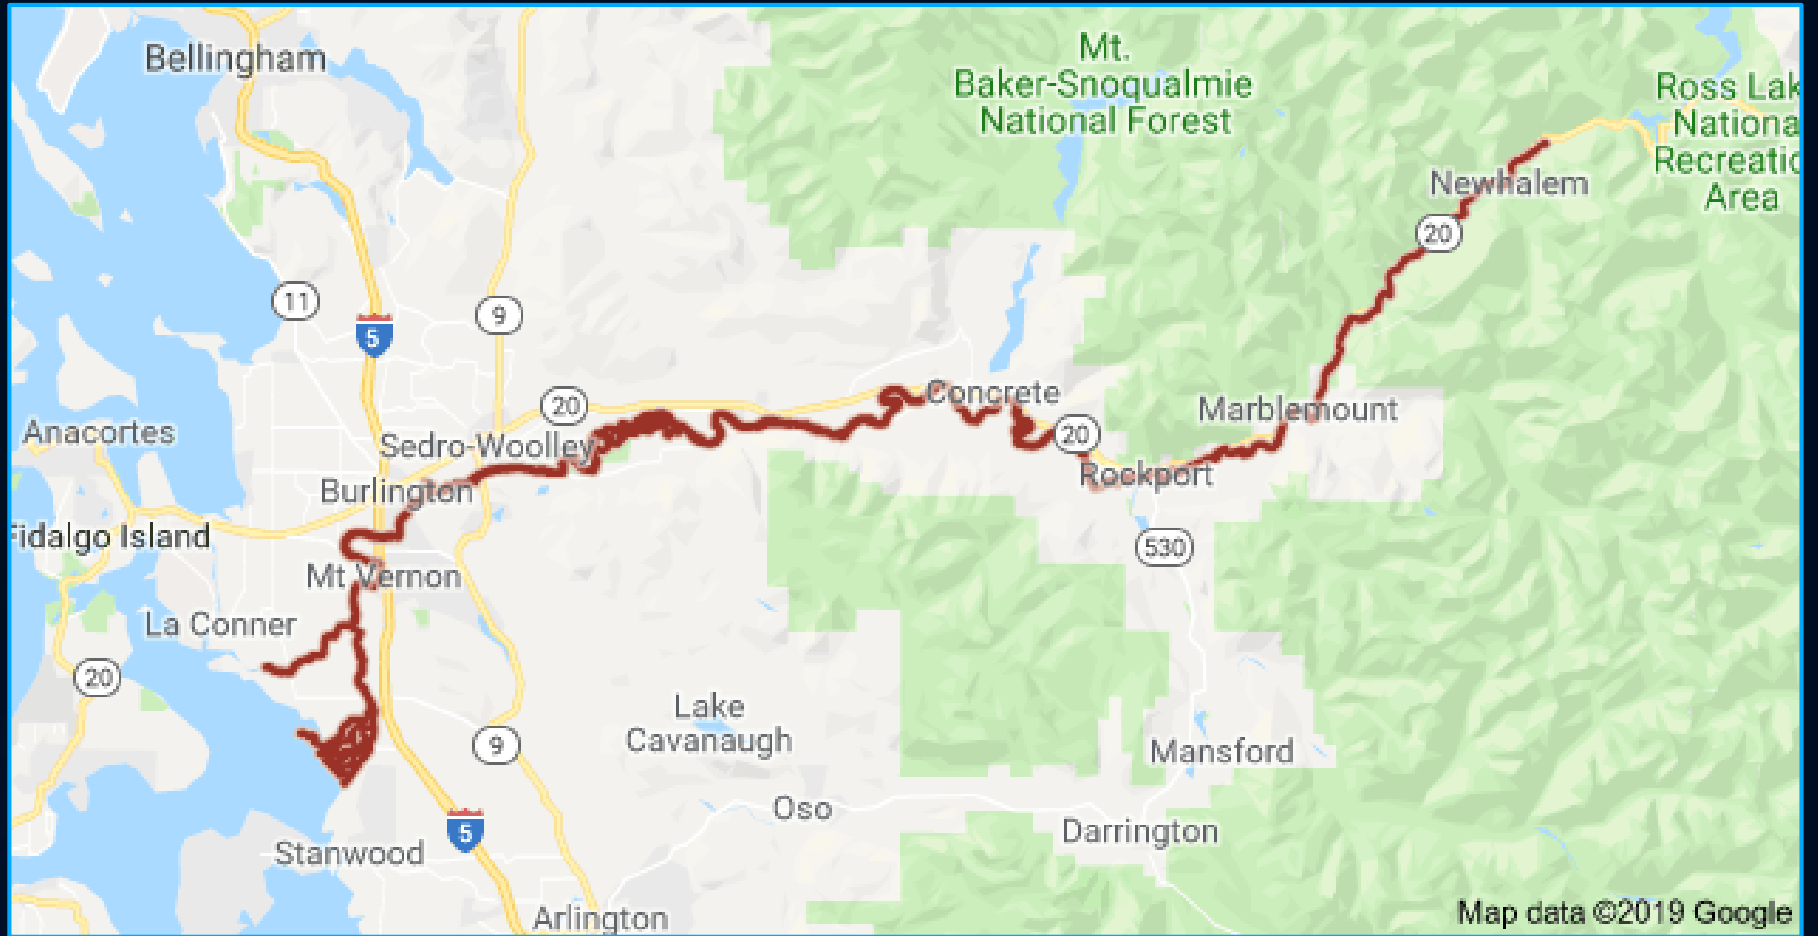 Bellingham
Mt.
Baker-Snoqualmie
National Forest
Ross Lak
Nationa
Recreatio
Area
Newhalem
20
11
9
5
Concrete
20
Marblemount
Anacortes
Sedro-Woolley
20
Rockport
Burlington
Fidalgo Island
530
Mt Vernon
La Conner
20
Lake
Cavanaugh
9
Mansford
Oso
5
Darrington
Stanwood
Arlington
Map data ©2019 Google